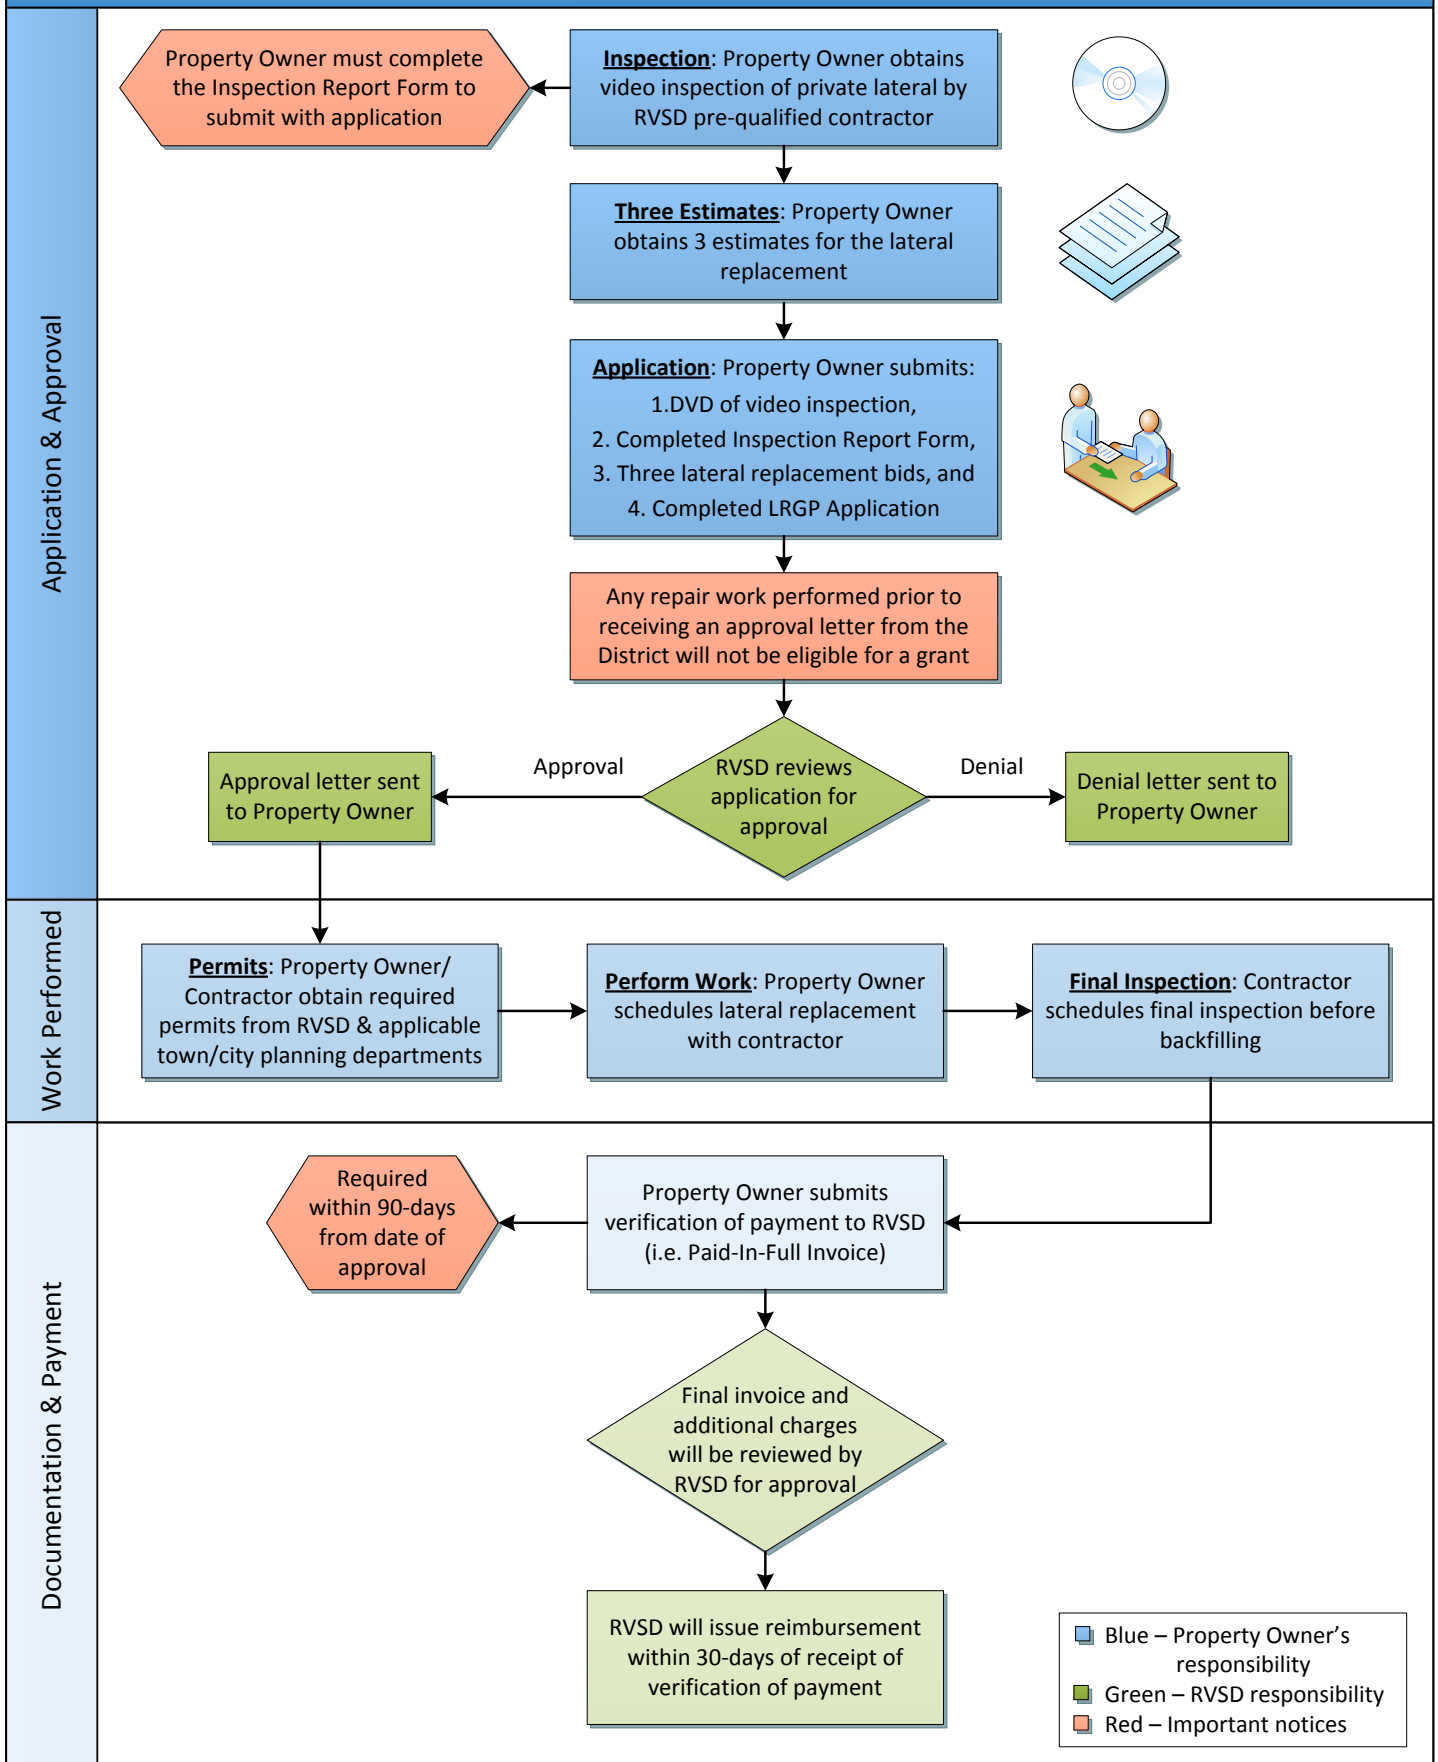 Application & Approval
Property Owner must complete
the Inspection Report Form to
submit with application
Inspection: Property Owner obtains
video inspection of private lateral by
RVSD pre-qualified contractor
Three Estimates: Property Owner
obtains 3 estimates for the lateral
replacement
Application: Property Owner submits:
1.DVD of video inspection,
2. Completed Inspection Report Form,
3. Three lateral replacement bids, and
4. Completed LRGP Application
Any repair work performed prior to
receiving an approval letter from the
District will not be eligible for a grant
RVSD reviews
application for
approval
Approval
Approval letter sent
to Property Owner
Denial
Denial letter sent to
Property Owner
Work Performed
Permits: Property Owner/
Contractor obtain required
permits from RVSD & applicable
town/city planning departments
Perform Work: Property Owner
schedules lateral replacement
with contractor
Final Inspection: Contractor
schedules final inspection before
backfilling
Documentation & Payment
Required
within 90-days
from date of
approval
Property Owner submits
verification of payment to RVSD
(i.e. Paid-In-Full Invoice)
Final invoice and
additional charges
will be reviewed by
RVSD for approval
RVSD will issue reimbursement
within 30-days of receipt of
verification of payment
Blue – Property Owner's
responsibility
Green – RVSD responsibility
Red – Important notices